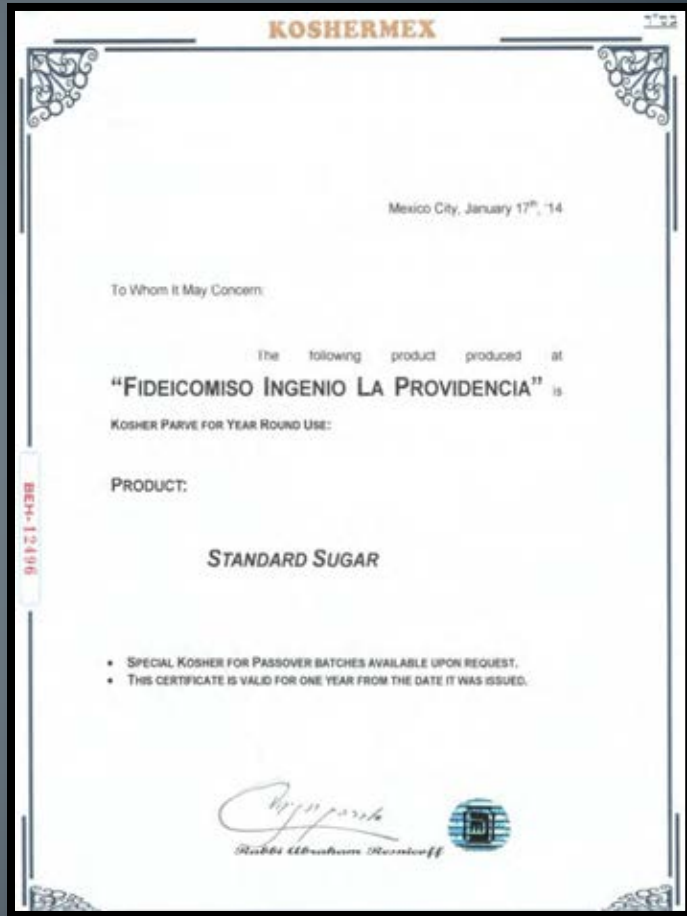 KOSHERMEX
בס"ד
Mexico City, January 17th, '14
To Whom It May Concern:
The following product produced at
“FIDEICOMISO INGENIO LA PROVIDENCIA” is
KOSHER PARVE FOR YEAR ROUND USE:
PRODUCT:
STANDARD SUGAR
• SPECIAL KOSHER FOR PASSOVER BATCHES AVAILABLE UPON REQUEST.
• THIS CERTIFICATE IS VALID FOR ONE YEAR FROM THE DATE IT WAS ISSUED.
Rabbi Abraham Resnicoff
BEH-12496